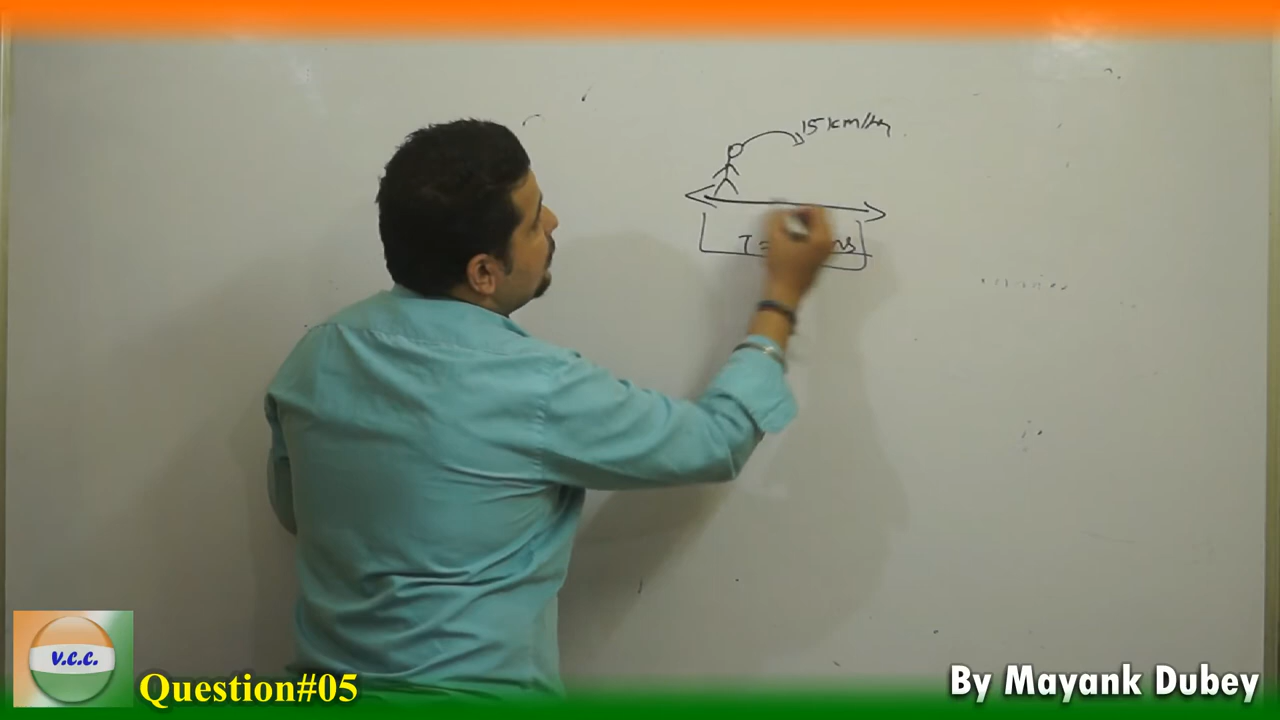 15 km/hr
T =
V.C.C.
Question#05
By Mayank Dubey